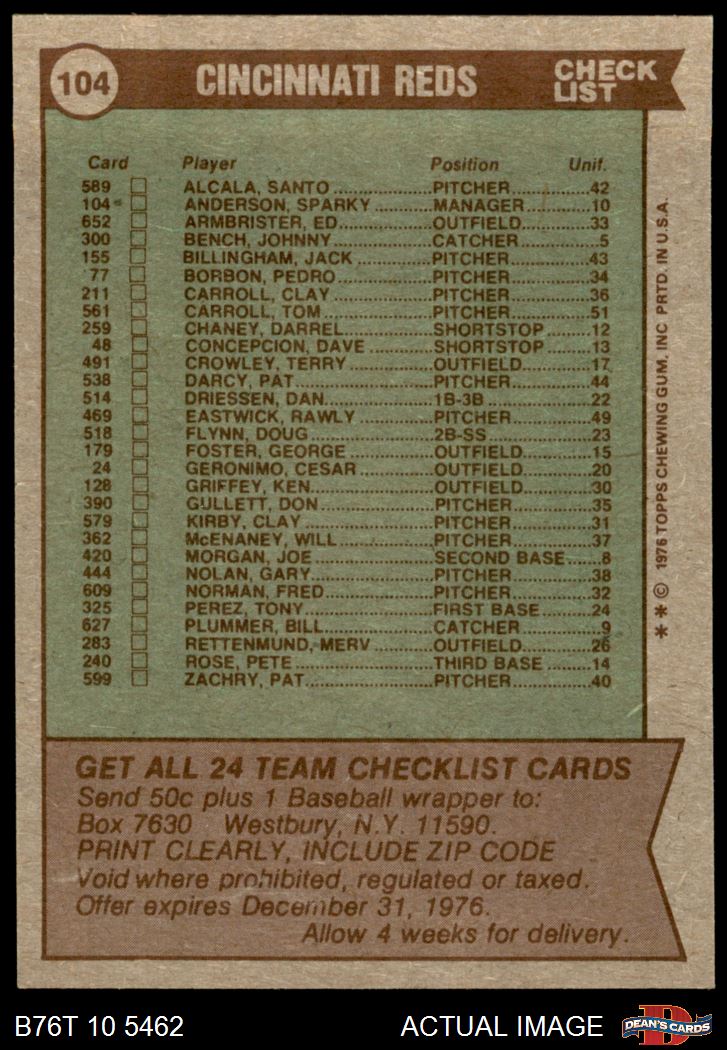 104 CINCINNATI REDS CHECK LIST
Card Player Position Unif.
589 ALCALA, SANTO PITCHER 42
104 ANDERSON, SPARKY MANAGER 10
652 ARMBRISTER, ED OUTFIELD 33
300 BENCH, JOHNNY CATCHER 5
155 BILLINGHAM, JACK PITCHER 43
77 BORBON, PEDRO PITCHER 34
211 CARROLL, CLAY PITCHER 36
561 CARROLL, TOM PITCHER 51
259 CHANEY, DARREL SHORTSTOP 12
48 CONCEPCION, DAVE SHORTSTOP 13
491 CROWLEY, TERRY OUTFIELD 17
538 DARCY, PAT PITCHER 44
514 DRIESSEN, DAN 1B-3B 22
469 EASTWICK, RAWLY PITCHER 49
518 FLYNN, DOUG 2B-SS 23
179 FOSTER, GEORGE OUTFIELD 15
24 GERONIMO, CESAR OUTFIELD 20
128 GRIFFEY, KEN OUTFIELD 30
390 GULLETT, DON PITCHER 35
579 KIRBY, CLAY PITCHER 31
362 McENANEY, WILL PITCHER 37
420 MORGAN, JOE SECOND BASE 8
444 NOLAN, GARY PITCHER 38
609 NORMAN, FRED PITCHER 32
325 PEREZ, TONY FIRST BASE 24
627 PLUMMER, BILL CATCHER 9
283 RETTENMUND, MERV OUTFIELD 26
240 ROSE, PETE THIRD BASE 14
599 ZACHRY, PAT PITCHER 40
* * © 1976 TOPPS CHEWING GUM, INC PRTD. IN U.S.A.
GET ALL 24 TEAM CHECKLIST CARDS
Send 50c plus 1 Baseball wrapper to:
Box 7630 Westbury, N.Y. 11590.
PRINT CLEARLY, INCLUDE ZIP CODE
Void where prohibited, regulated or taxed.
Offer expires December 31, 1976.
Allow 4 weeks for delivery.
B76T 10 5462 ACTUAL IMAGE D DEAN'S CARDS